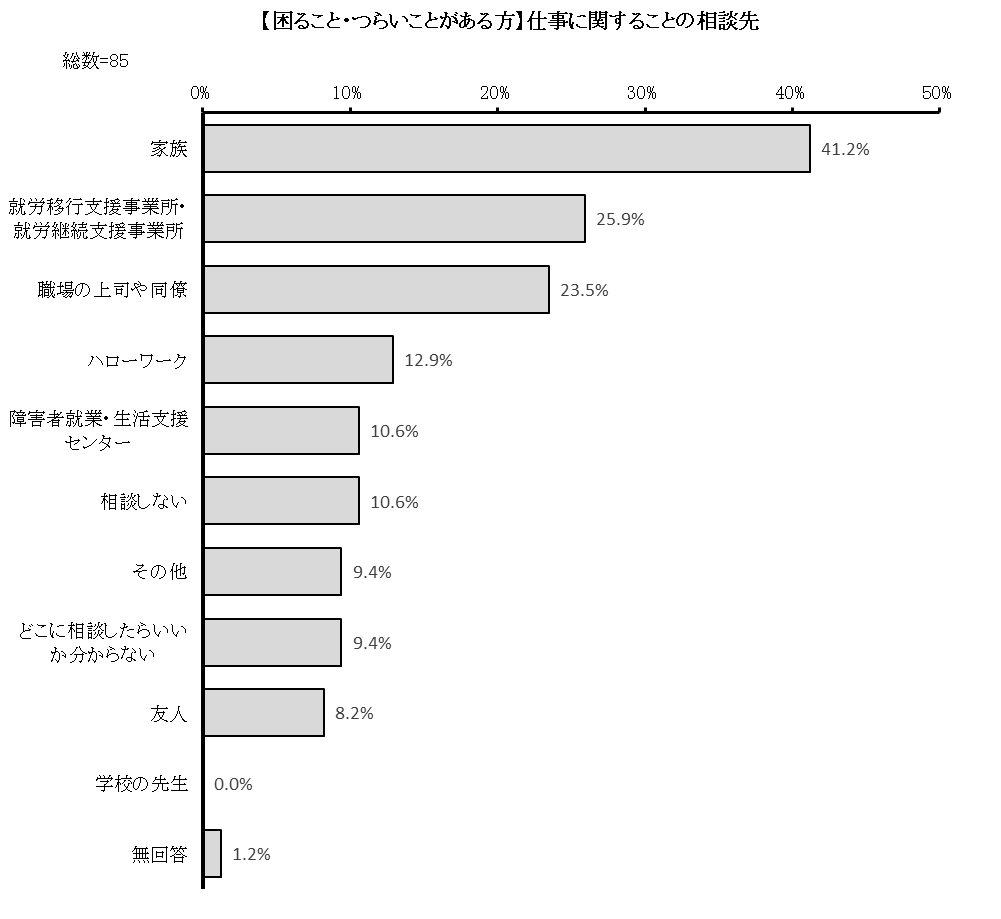 【困ること・つらいことがある方】仕事に関することの相談先
総数=85
0%
10%
20%
30%
40%
50%
家族
41.2%
就労移行支援事業所・
就労継続支援事業所
25.9%
職場の上司や同僚
23.5%
ハローワーク
12.9%
障害者就業・生活支援
センター
10.6%
相談しない
10.6%
その他
9.4%
どこに相談したらいい
か分からない
9.4%
友人
8.2%
学校の先生
0.0%
無回答
1.2%